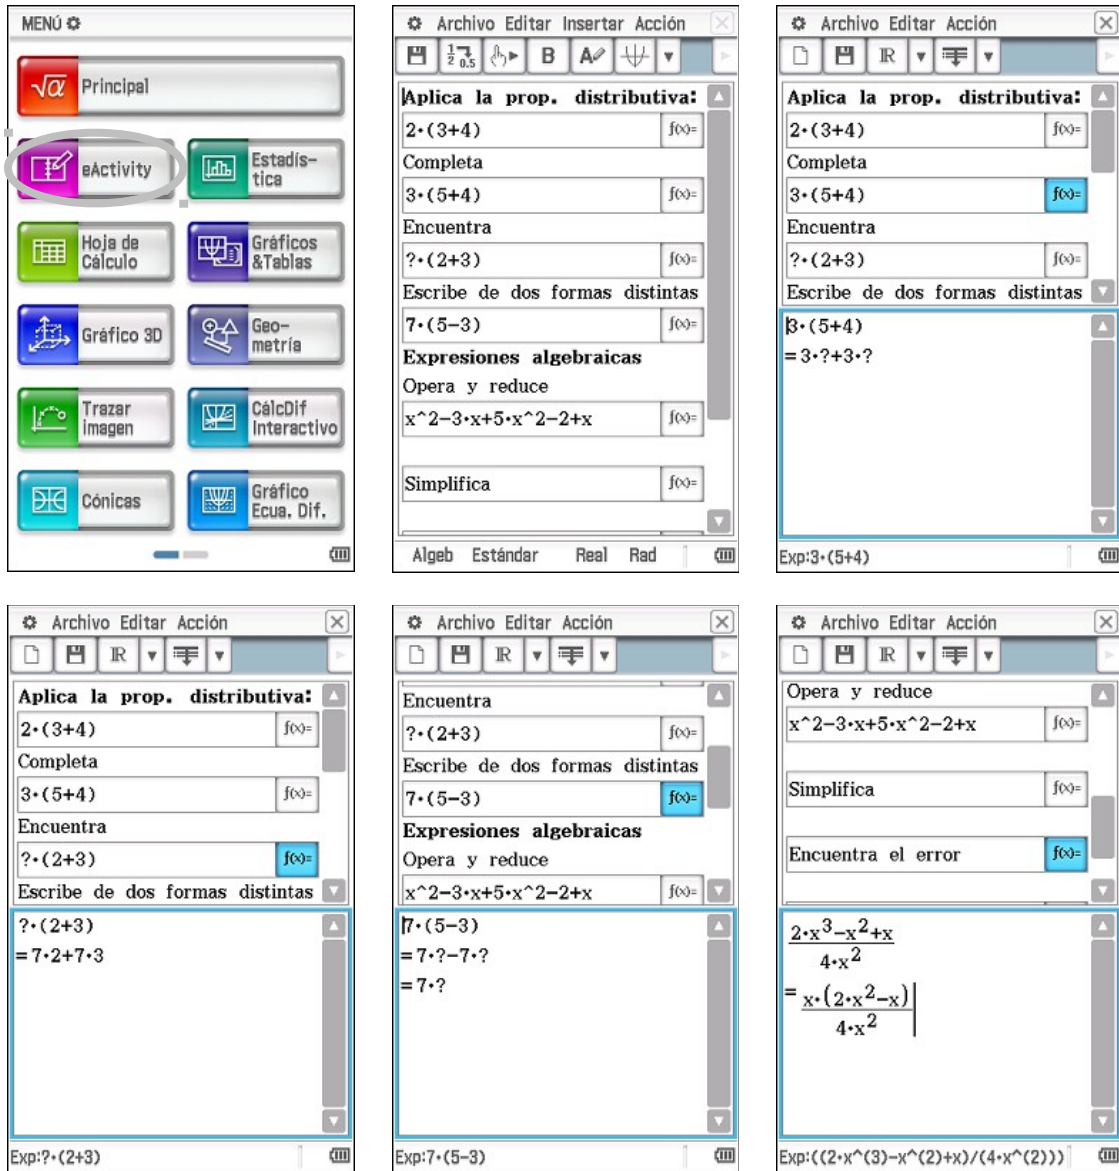 MENÚ
Principal
eActivity
Estadís-
tica
Hoja de
Cálculo
Gráficos
&Tablas
Gráfico 3D
Geo-
metría
Trazar
imagen
CálcDif
Interactivo
Cónicas
Gráfico
Ecua. Dif.
Archivo Editar Insertar Acción
B
Aplica la prop. distributiva:
2·(3+4) f(x)=
Completa
3·(5+4) f(x)=
Encuentra
?·(2+3) f(x)=
Escribe de dos formas distintas
7·(5−3) f(x)=
Expresiones algebraicas
Opera y reduce
x^2−3·x+5·x^2−2+x f(x)=
Simplifica f(x)=
Algeb Estándar Real Rad
Archivo Editar Acción
Aplica la prop. distributiva:
2·(3+4) f(x)=
Completa
3·(5+4) f(x)=
Encuentra
?·(2+3) f(x)=
Escribe de dos formas distintas
3·(5+4)
=3·?+3·?
Exp:3·(5+4)
Archivo Editar Acción
Aplica la prop. distributiva:
2·(3+4) f(x)=
Completa
3·(5+4) f(x)=
Encuentra
?·(2+3) f(x)=
Escribe de dos formas distintas
?·(2+3)
=7·2+7·3
Exp:?·(2+3)
Archivo Editar Acción
Encuentra
?·(2+3) f(x)=
Escribe de dos formas distintas
7·(5−3) f(x)=
Expresiones algebraicas
Opera y reduce
x^2−3·x+5·x^2−2+x f(x)=
7·(5−3)
=7·?−7·?
=7·?
Exp:7·(5−3)
Archivo Editar Acción
Opera y reduce
x^2−3·x+5·x^2−2+x f(x)=
Simplifica f(x)=
Encuentra el error f(x)=
2·x³−x²+x
4·x²
= x·(2·x²−x)
4·x²
Exp:((2·x^(3)−x^(2)+x)/(4·x^(2)))